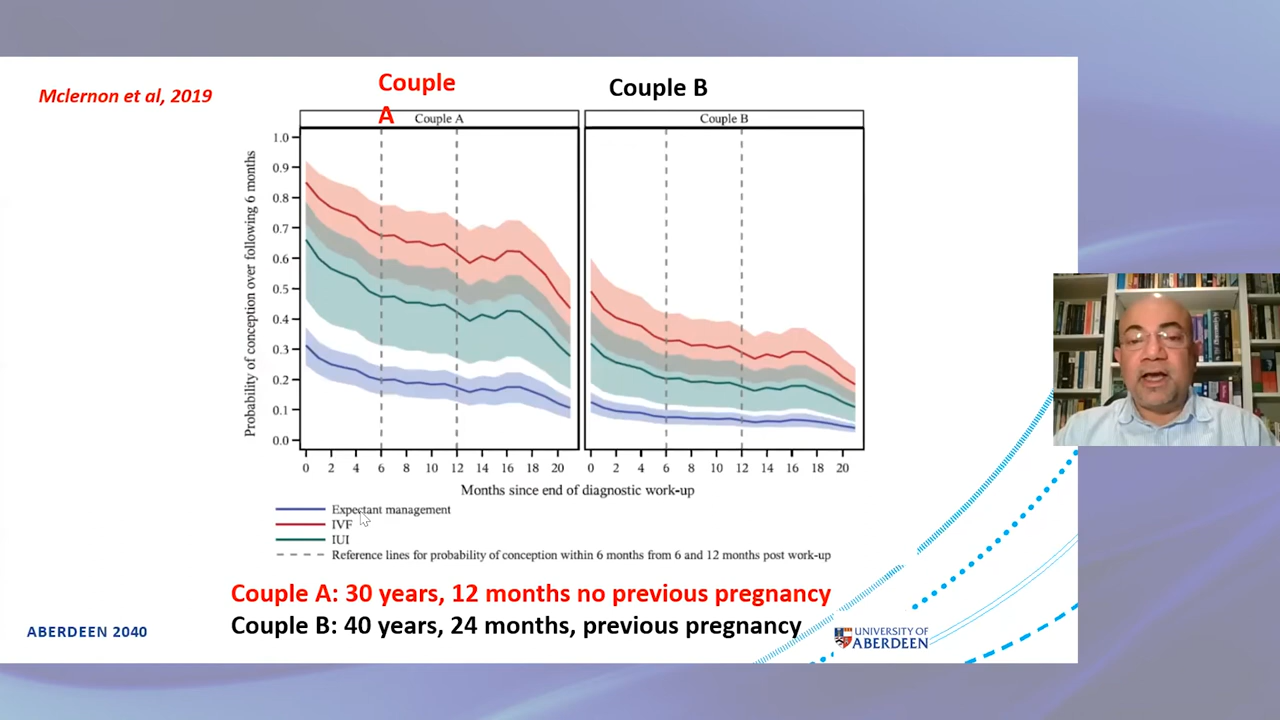 Mclernon et al, 2019
Couple
A
Couple B
Couple A
Couple B
Probability of conception over following 6 months
1.0
0.9
0.8
0.7
0.6
0.5
0.4
0.3
0.2
0.1
0.0
0 2 4 6 8 10 12 14 16 18 20
0 2 4 6 8 10 12 14 16 18 20
Months since end of diagnostic work-up
Expectant management
IVF
IUI
Reference lines for probability of conception within 6 months from 6 and 12 months post work-up
Couple A: 30 years, 12 months no previous pregnancy
Couple B: 40 years, 24 months, previous pregnancy
ABERDEEN 2040
UNIVERSITY OF
ABERDEEN